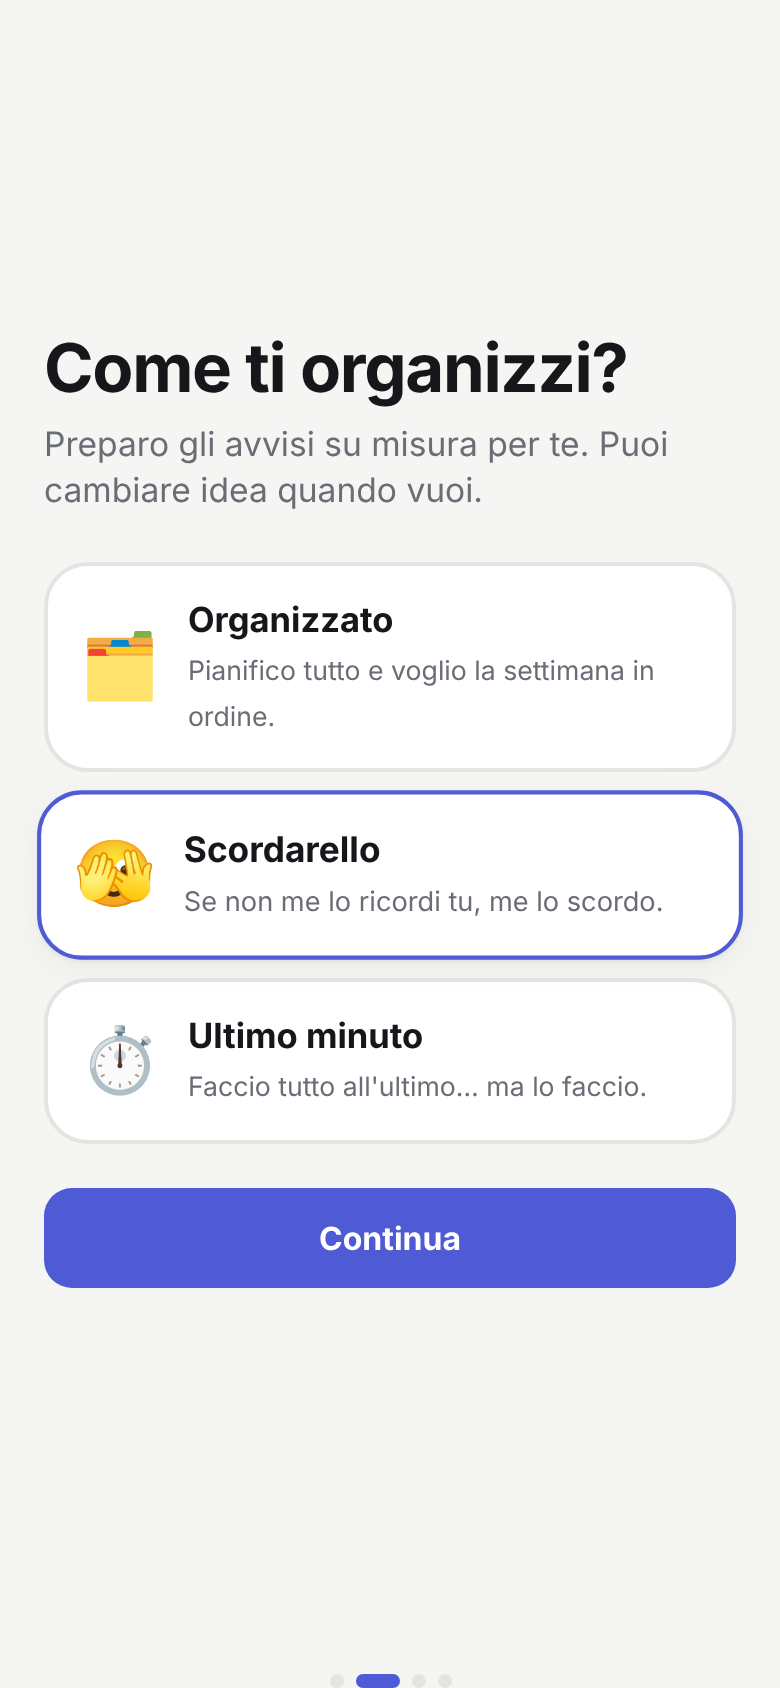 Come ti organizzi?
Preparo gli avvisi su misura per te. Puoi
cambiare idea quando vuoi.
Organizzato
Pianifico tutto e voglio la settimana in
ordine.
Scordarello
Se non me lo ricordi tu, me lo scordo.
Ultimo minuto
Faccio tutto all'ultimo... ma lo faccio.
Continua